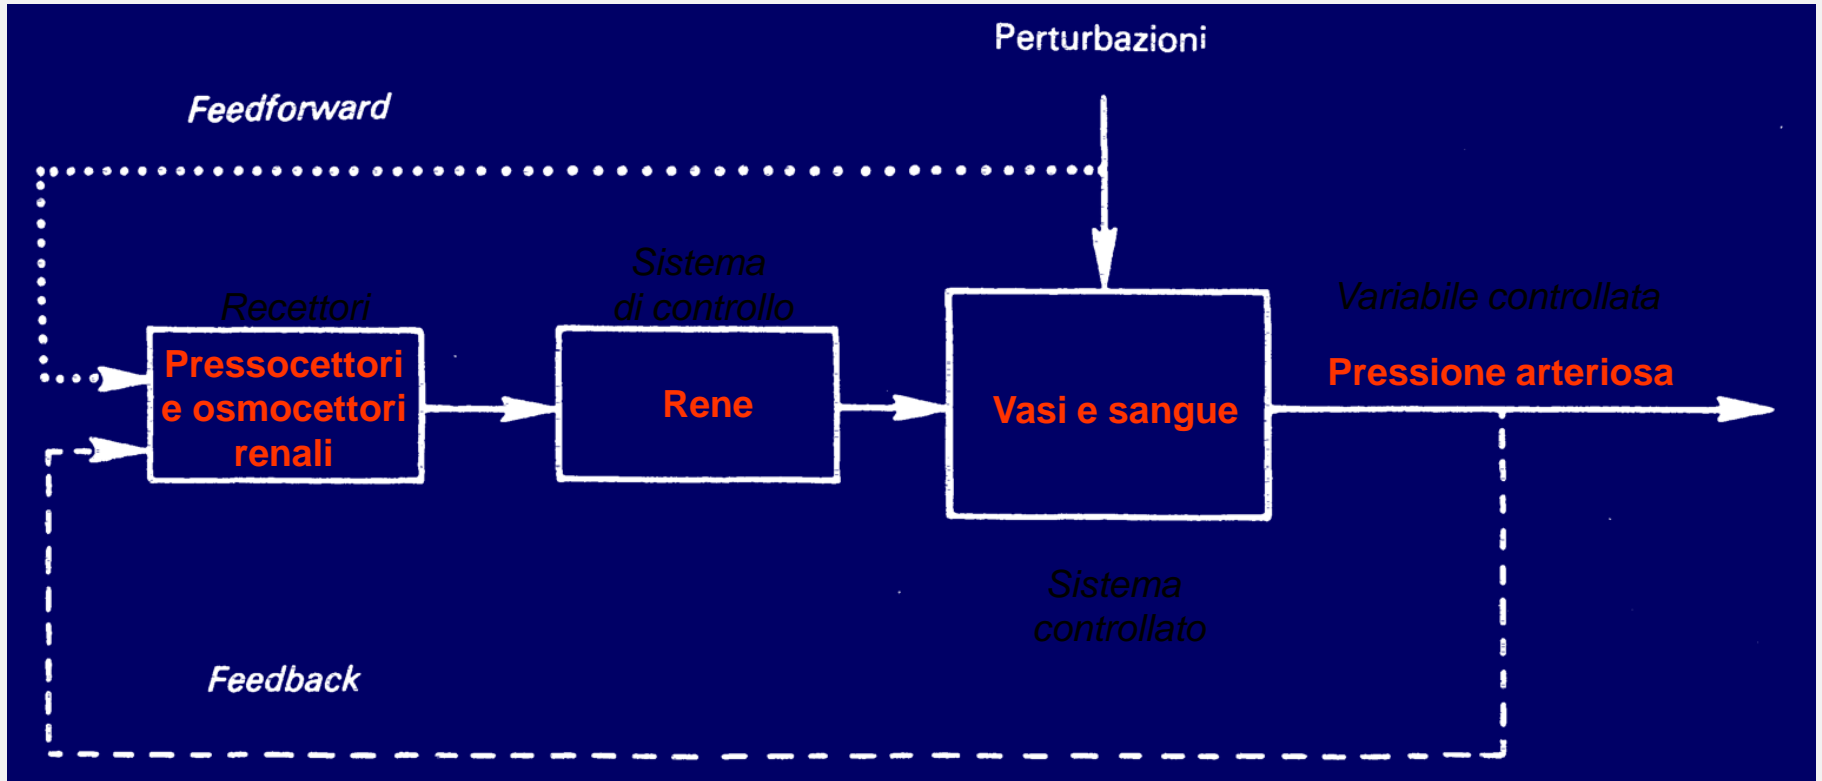 Perturbazioni
Feedforward
Sistema
di controllo
Recettori
Variabile controllata
Pressocettori
e osmocettori
renali
Rene
Vasi e sangue
Pressione arteriosa
Sistema
controllato
Feedback